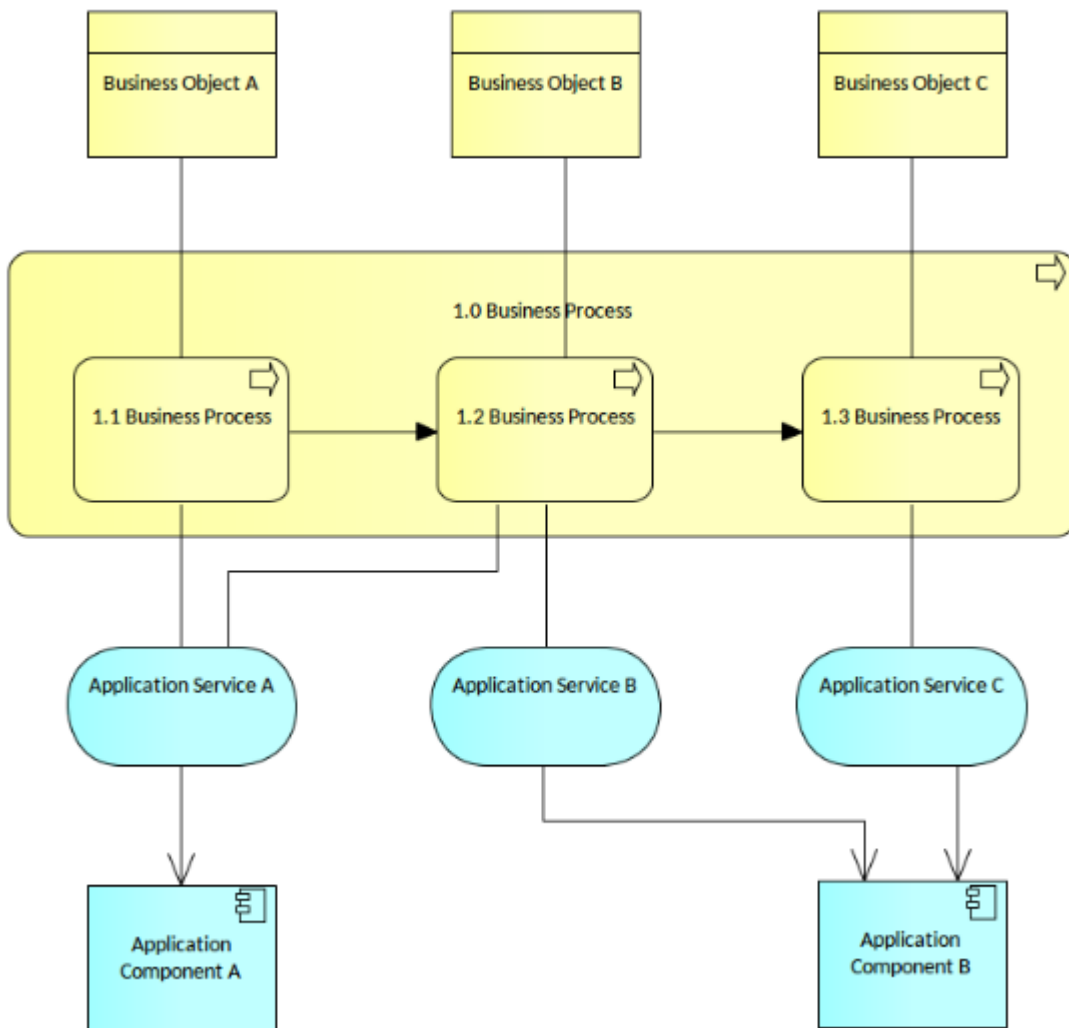 Business Object A
Business Object B
Business Object C
1.0 Business Process
1.1 Business Process
1.2 Business Process
1.3 Business Process
Application Service A
Application Service B
Application Service C
Application
Component A
Application
Component B